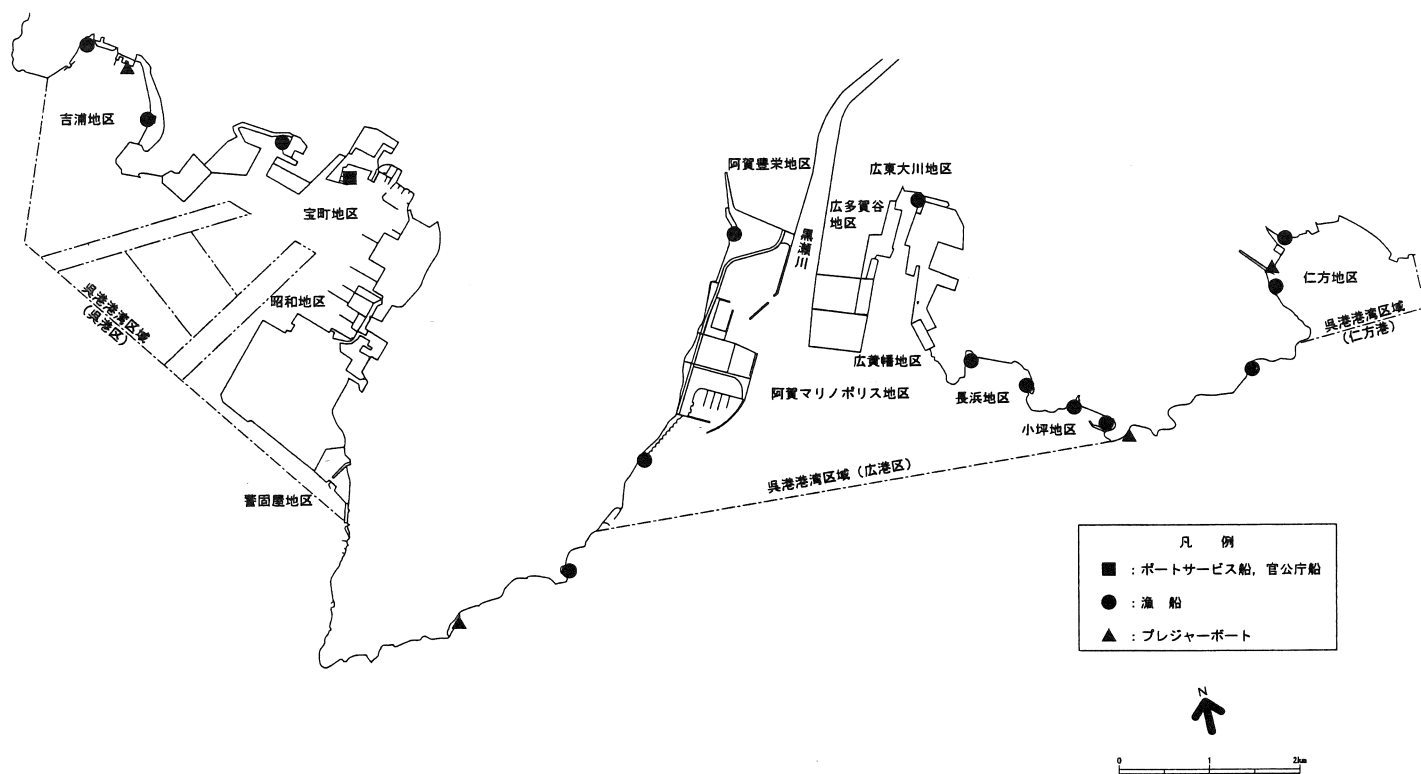 吉浦地区
宝町地区
昭和地区
呉港港湾区域
(呉港区)
警固屋地区
阿賀豊栄地区
黒瀬川
広多賀谷
地区
広東大川地区
広黄幡地区
阿賀マリノポリス地区
長浜地区
小坪地区
仁方地区
呉港港湾区域
(仁方港)
呉港港湾区域(広港区)
凡 例
■ :ポートサービス船,官公庁船
● :漁 船
▲ :プレジャーボート
N
0 1 2km